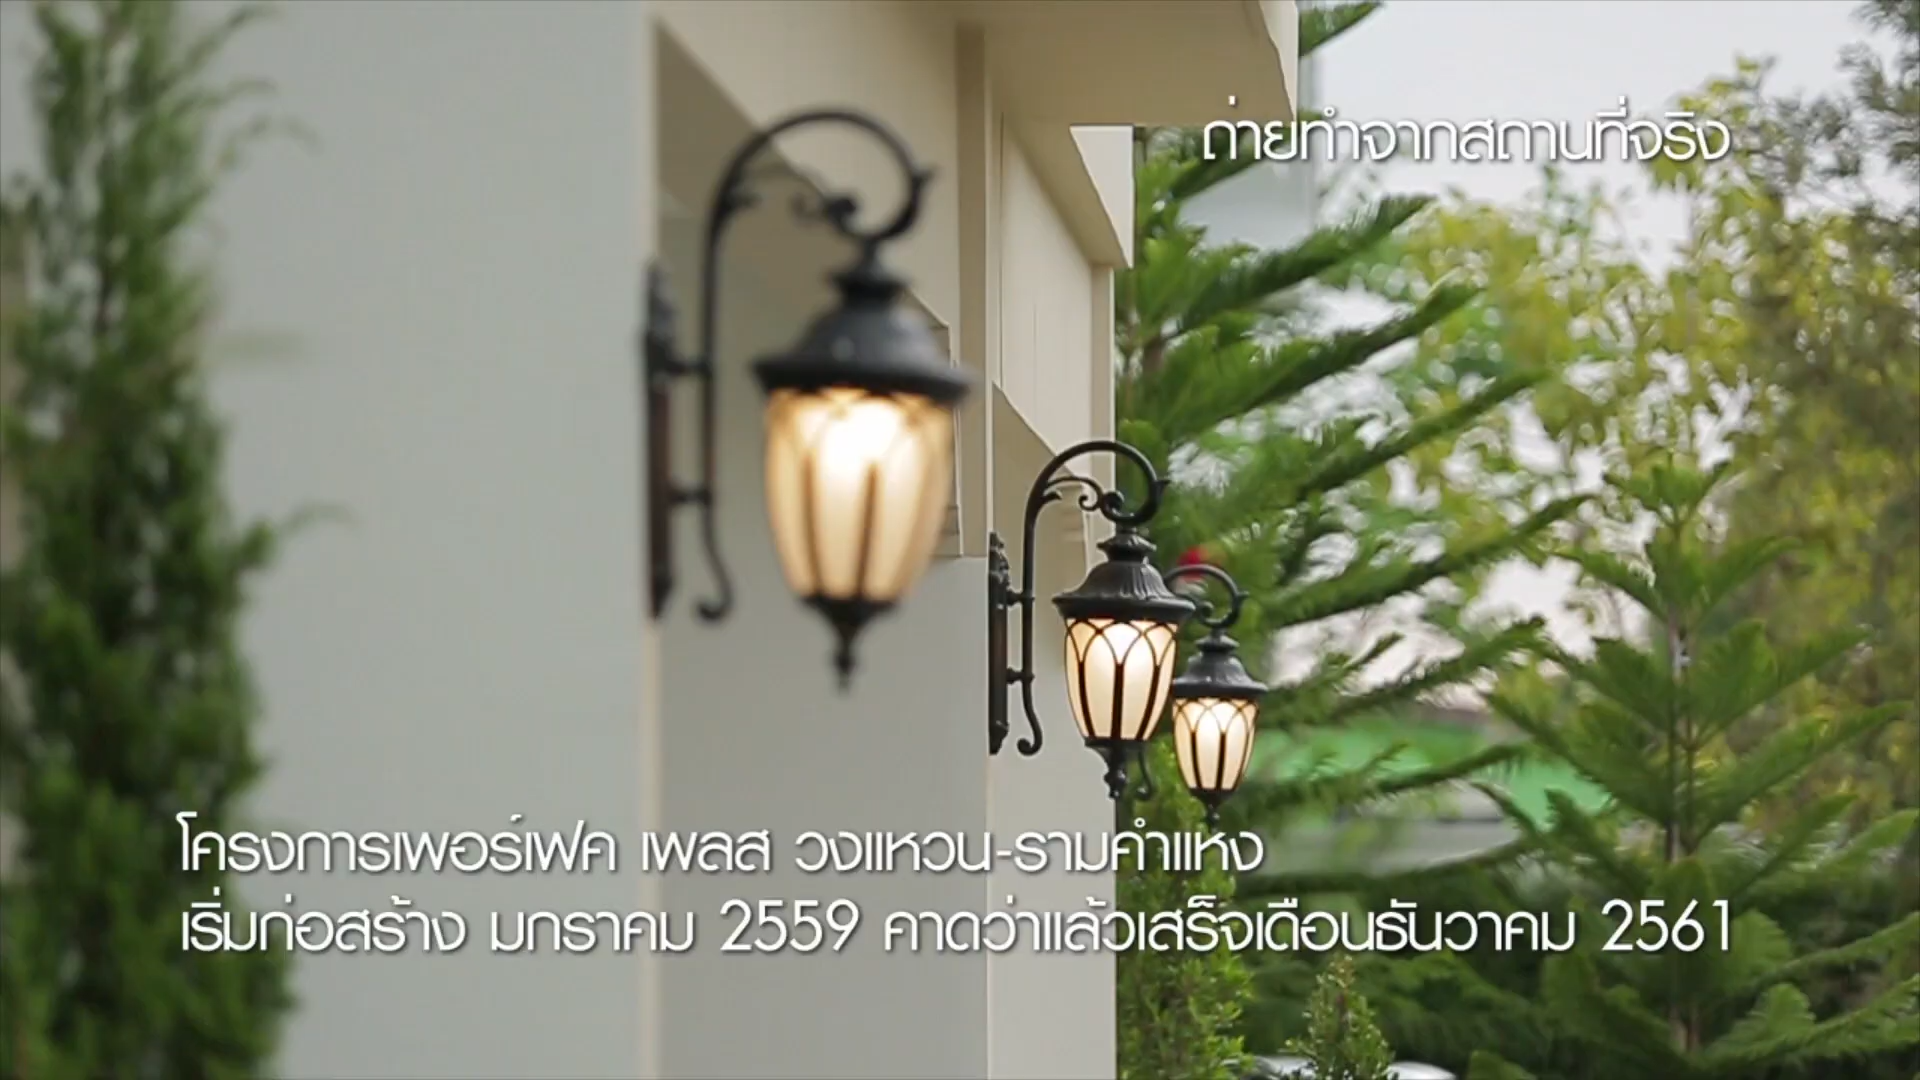 ถ่ายทำจากสถานที่จริง
โครงการเพอร์เฟค เพลส วงแหวน-รามคำแหง
เริ่มก่อสร้าง มกราคม 2559 คาดว่าแล้วเสร็จเดือนธันวาคม 2561